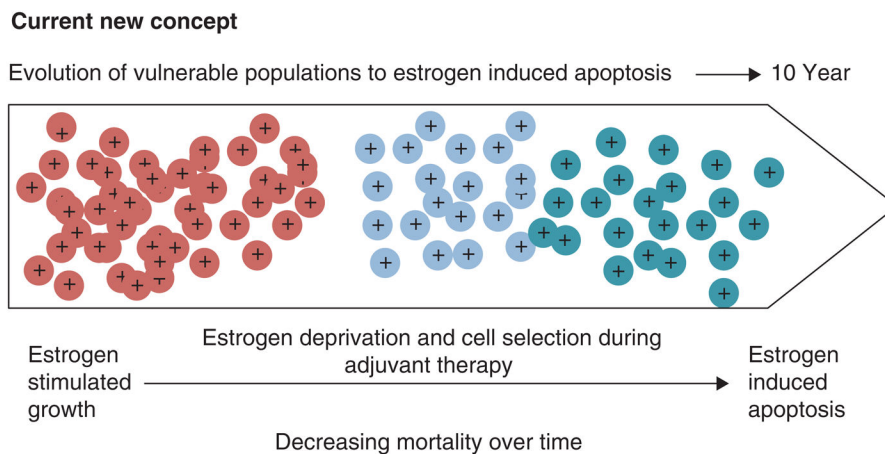 Current new concept
Evolution of vulnerable populations to estrogen induced apoptosis → 10 Year
Estrogen deprivation and cell selection during
adjuvant therapy
Estrogen
stimulated
growth
Estrogen
induced
apoptosis
Decreasing mortality over time